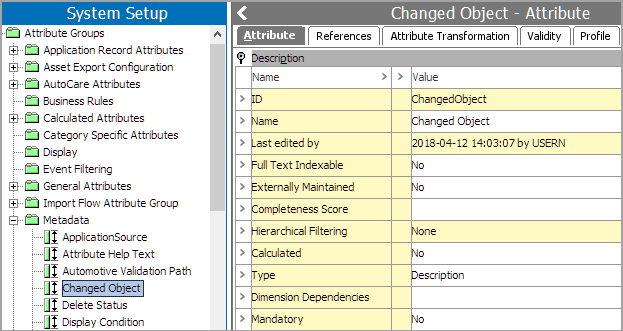 System Setup
Attribute Groups
Application Record Attributes
Asset Export Configuration
AutoCare Attributes
Business Rules
Calculated Attributes
Category Specific Attributes
Display
Event Filtering
General Attributes
Import Flow Attribute Group
Metadata
ApplicationSource
Attribute Help Text
Automotive Validation Path
Changed Object
Delete Status
Display Condition
Changed Object - Attribute
Attribute References Attribute Transformation Validity Profile
Description
Name > > Value
ID ChangedObject
Name Changed Object
Last edited by 2018-04-12 14:03:07 by USERN
Full Text Indexable No
Externally Maintained No
Completeness Score
Hierarchical Filtering None
Calculated No
Type Description
Dimension Dependencies
Mandatory No